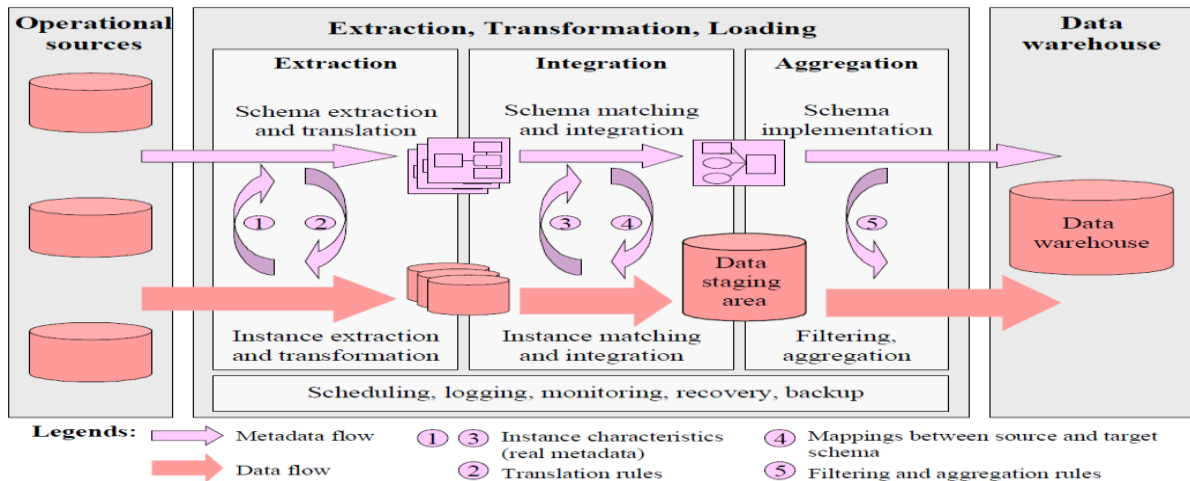 Operational
sources
Extraction, Transformation, Loading
Data
warehouse
Extraction
Integration
Aggregation
Schema extraction
and translation
Schema matching
and integration
Schema
implementation
1
2
3
4
5
Data
warehouse
Data
staging
area
Instance extraction
and transformation
Instance matching
and integration
Filtering,
aggregation
Scheduling, logging, monitoring, recovery, backup
Legends:
Metadata flow
Data flow
1 3 Instance characteristics
(real metadata)
2 Translation rules
4 Mappings between source and target
schema
5 Filtering and aggregation rules